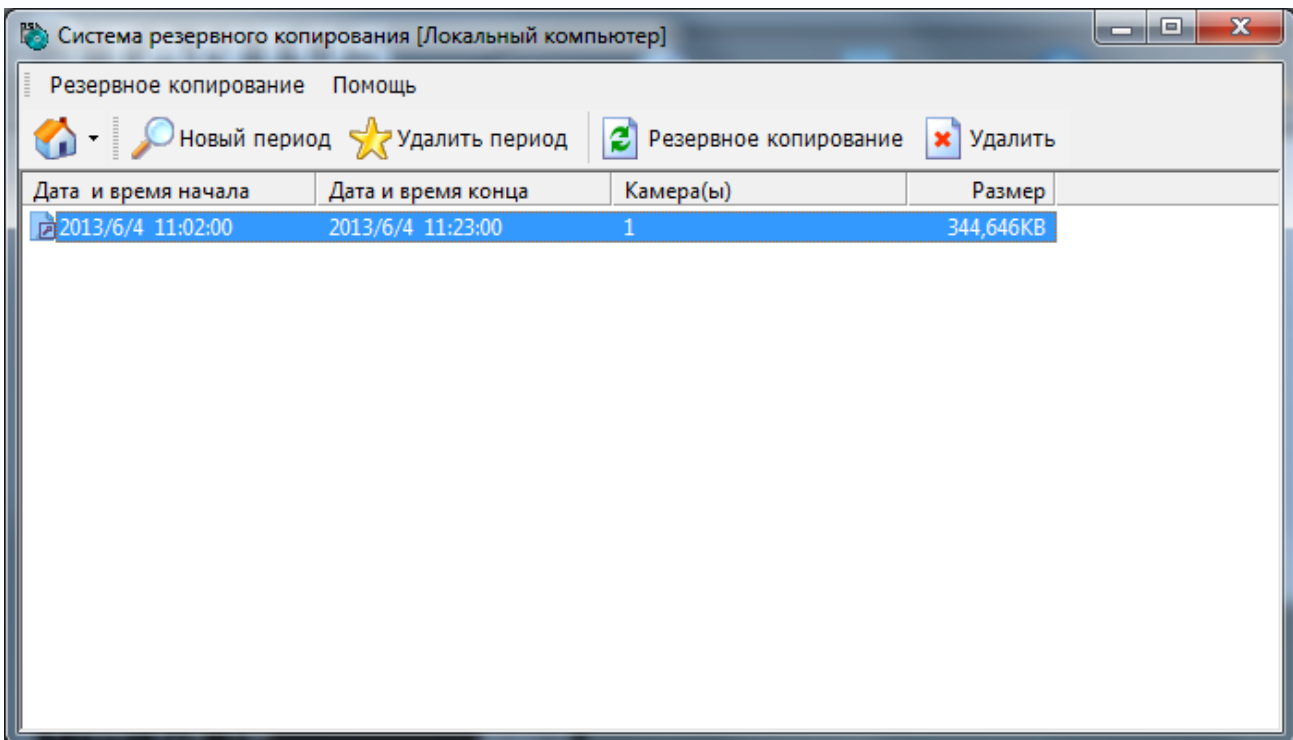 Система резервного копирования [Локальный компьютер]
Резервное копирование Помощь
Новый период Удалить период Резервное копирование Удалить
Дата и время начала Дата и время конца Камера(ы) Размер
2013/6/4 11:02:00 2013/6/4 11:23:00 1 344,646KB